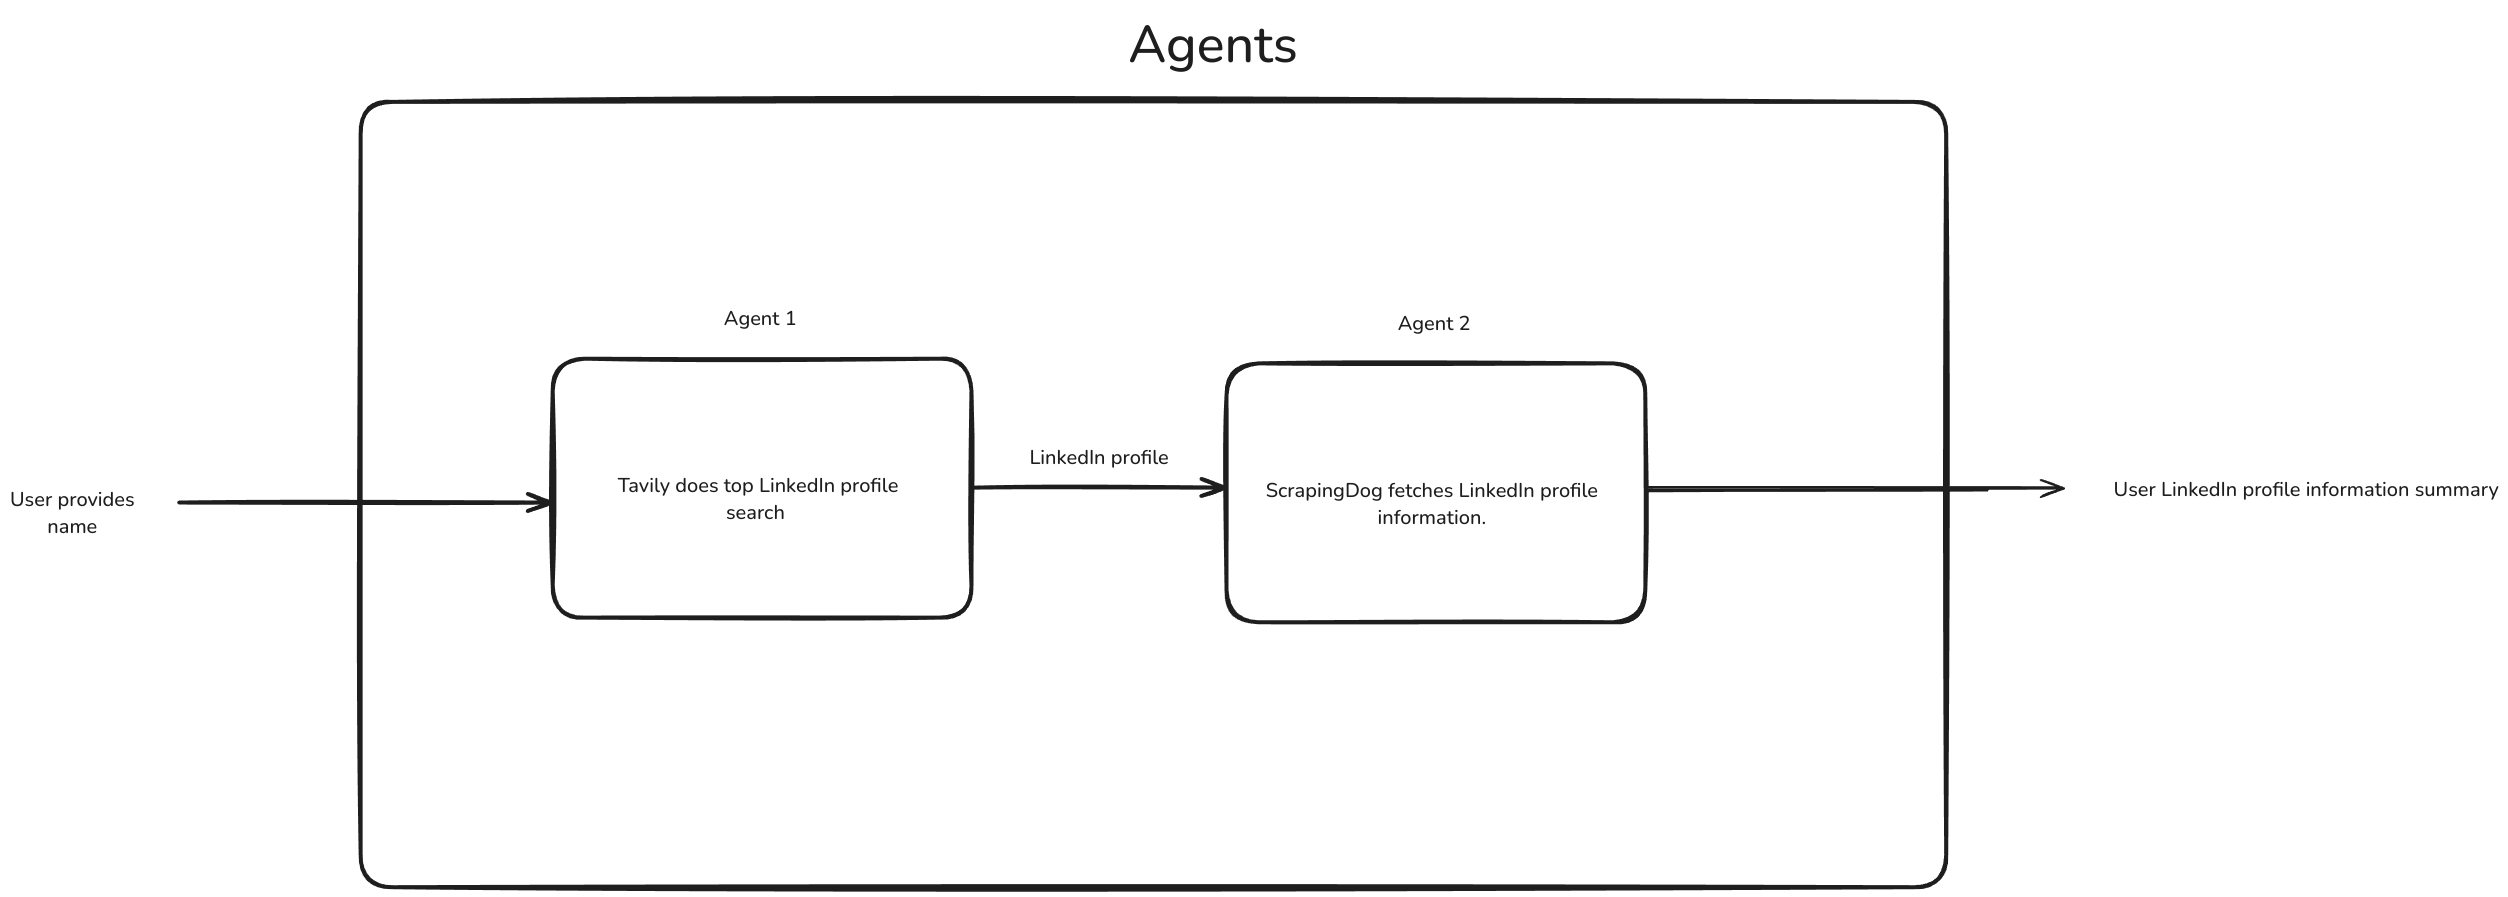 Agents
Agent 1
Agent 2
User provides
name
Tavily does top LinkedIn profile
search
LinkedIn profile
ScrapingDog fetches LinkedIn profile
information.
User LinkedIn profile information summary